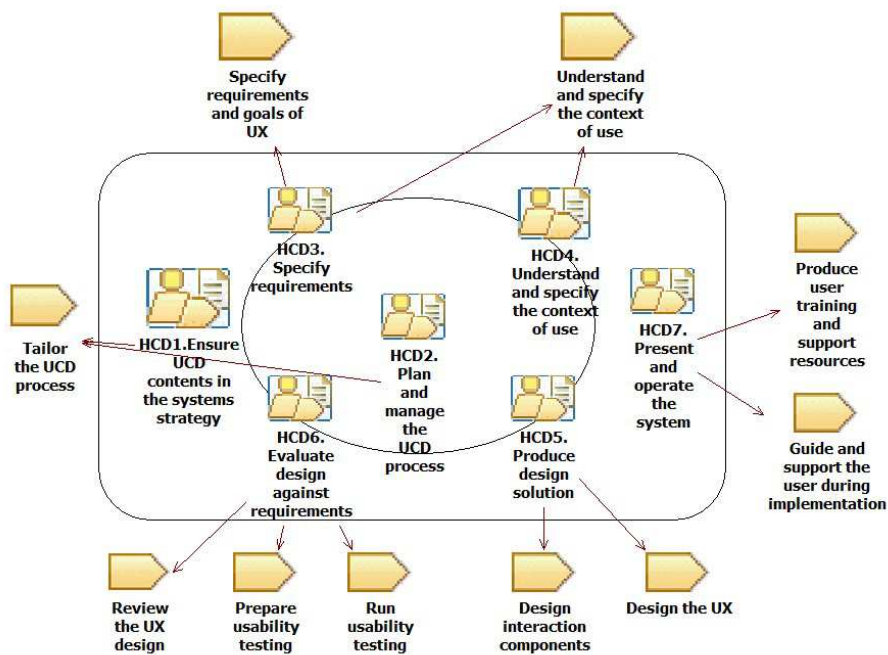 Specify
requirements
and goals of
UX
Understand
and specify
the context
of use
HCD3.
Specify
requirements
HCD4.
Understand
and specify
the context
of use
Tailor
the UCD
process
HCD1.Ensure
UCD
contents in
the systems
strategy
HCD2.
Plan
and
manage
the
UCD
process
HCD7.
Present
and
operate
the
system
Produce
user
training
and
support
resources
HCD6.
Evaluate
design
against
requirements
HCD5.
Produce
design
solution
Guide and
support the
user during
implementation
Review
the UX
design
Prepare
usability
testing
Run
usability
testing
Design
interaction
components
Design the UX